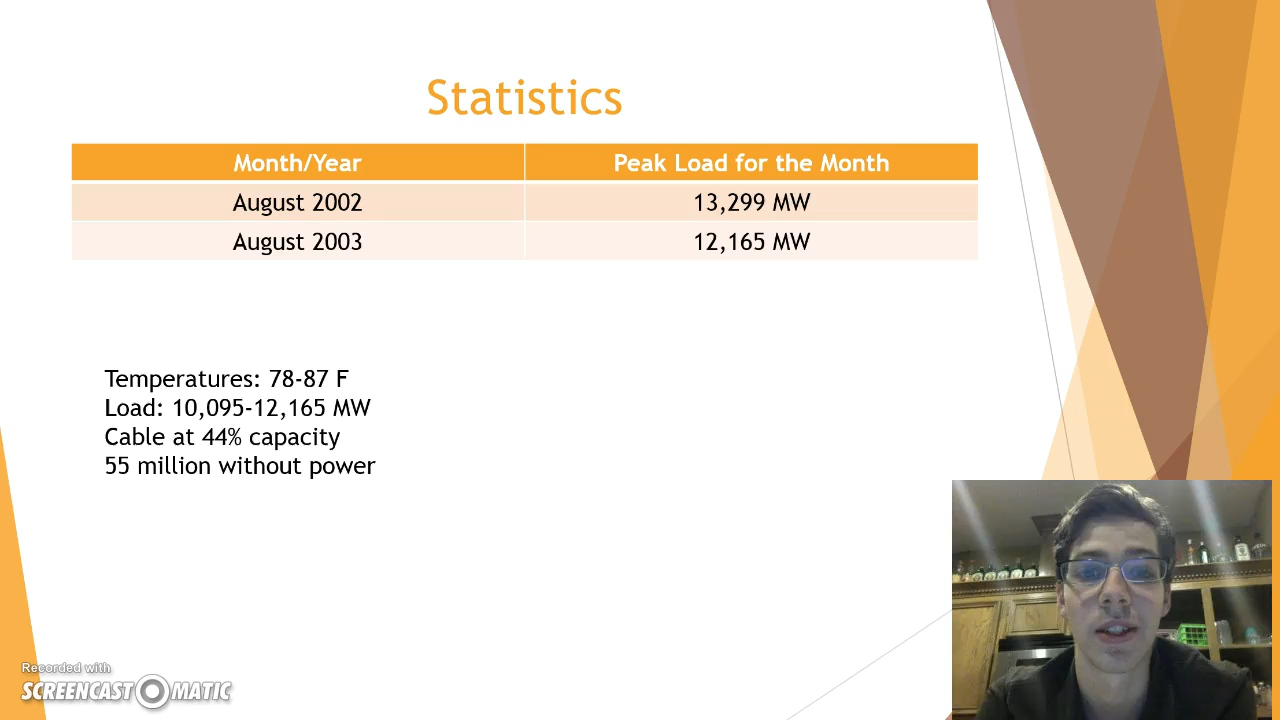 Statistics
Month/Year Peak Load for the Month
August 2002 13,299 MW
August 2003 12,165 MW
Temperatures: 78-87 F
Load: 10,095-12,165 MW
Cable at 44% capacity
55 million without power
Recorded with
SCREENCAST-O-MATIC